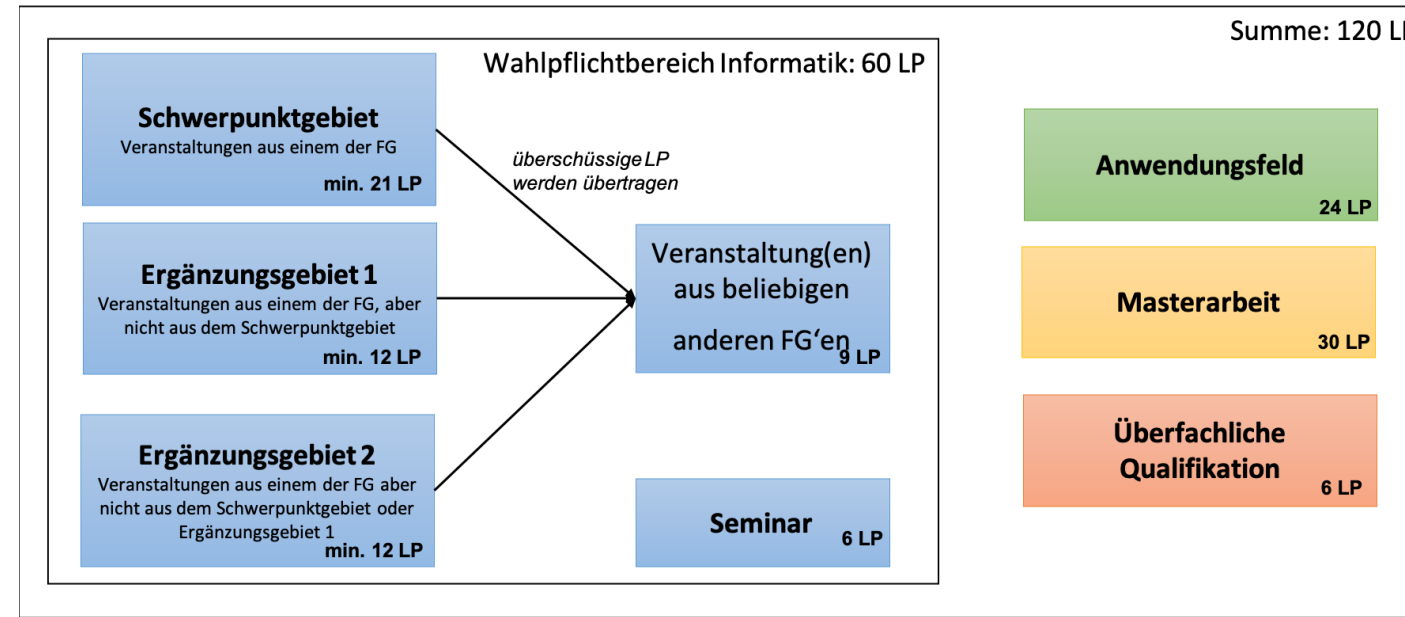 Summe: 120 L
Wahlpflichtbereich Informatik: 60 LP
Schwerpunktgebiet
Veranstaltungen aus einem der FG
min. 21 LP
überschüssige LP
werden übertragen
Ergänzungsgebiet 1
Veranstaltungen aus einem der FG, aber
nicht aus dem Schwerpunktgebiet
min. 12 LP
Ergänzungsgebiet 2
Veranstaltungen aus einem der FG aber
nicht aus dem Schwerpunktgebiet oder
Ergänzungsgebiet 1
min. 12 LP
Veranstaltung(en)
aus beliebigen
anderen FG‘en
9 LP
Seminar
6 LP
Anwendungsfeld
24 LP
Masterarbeit
30 LP
Überfachliche
Qualifikation
6 LP